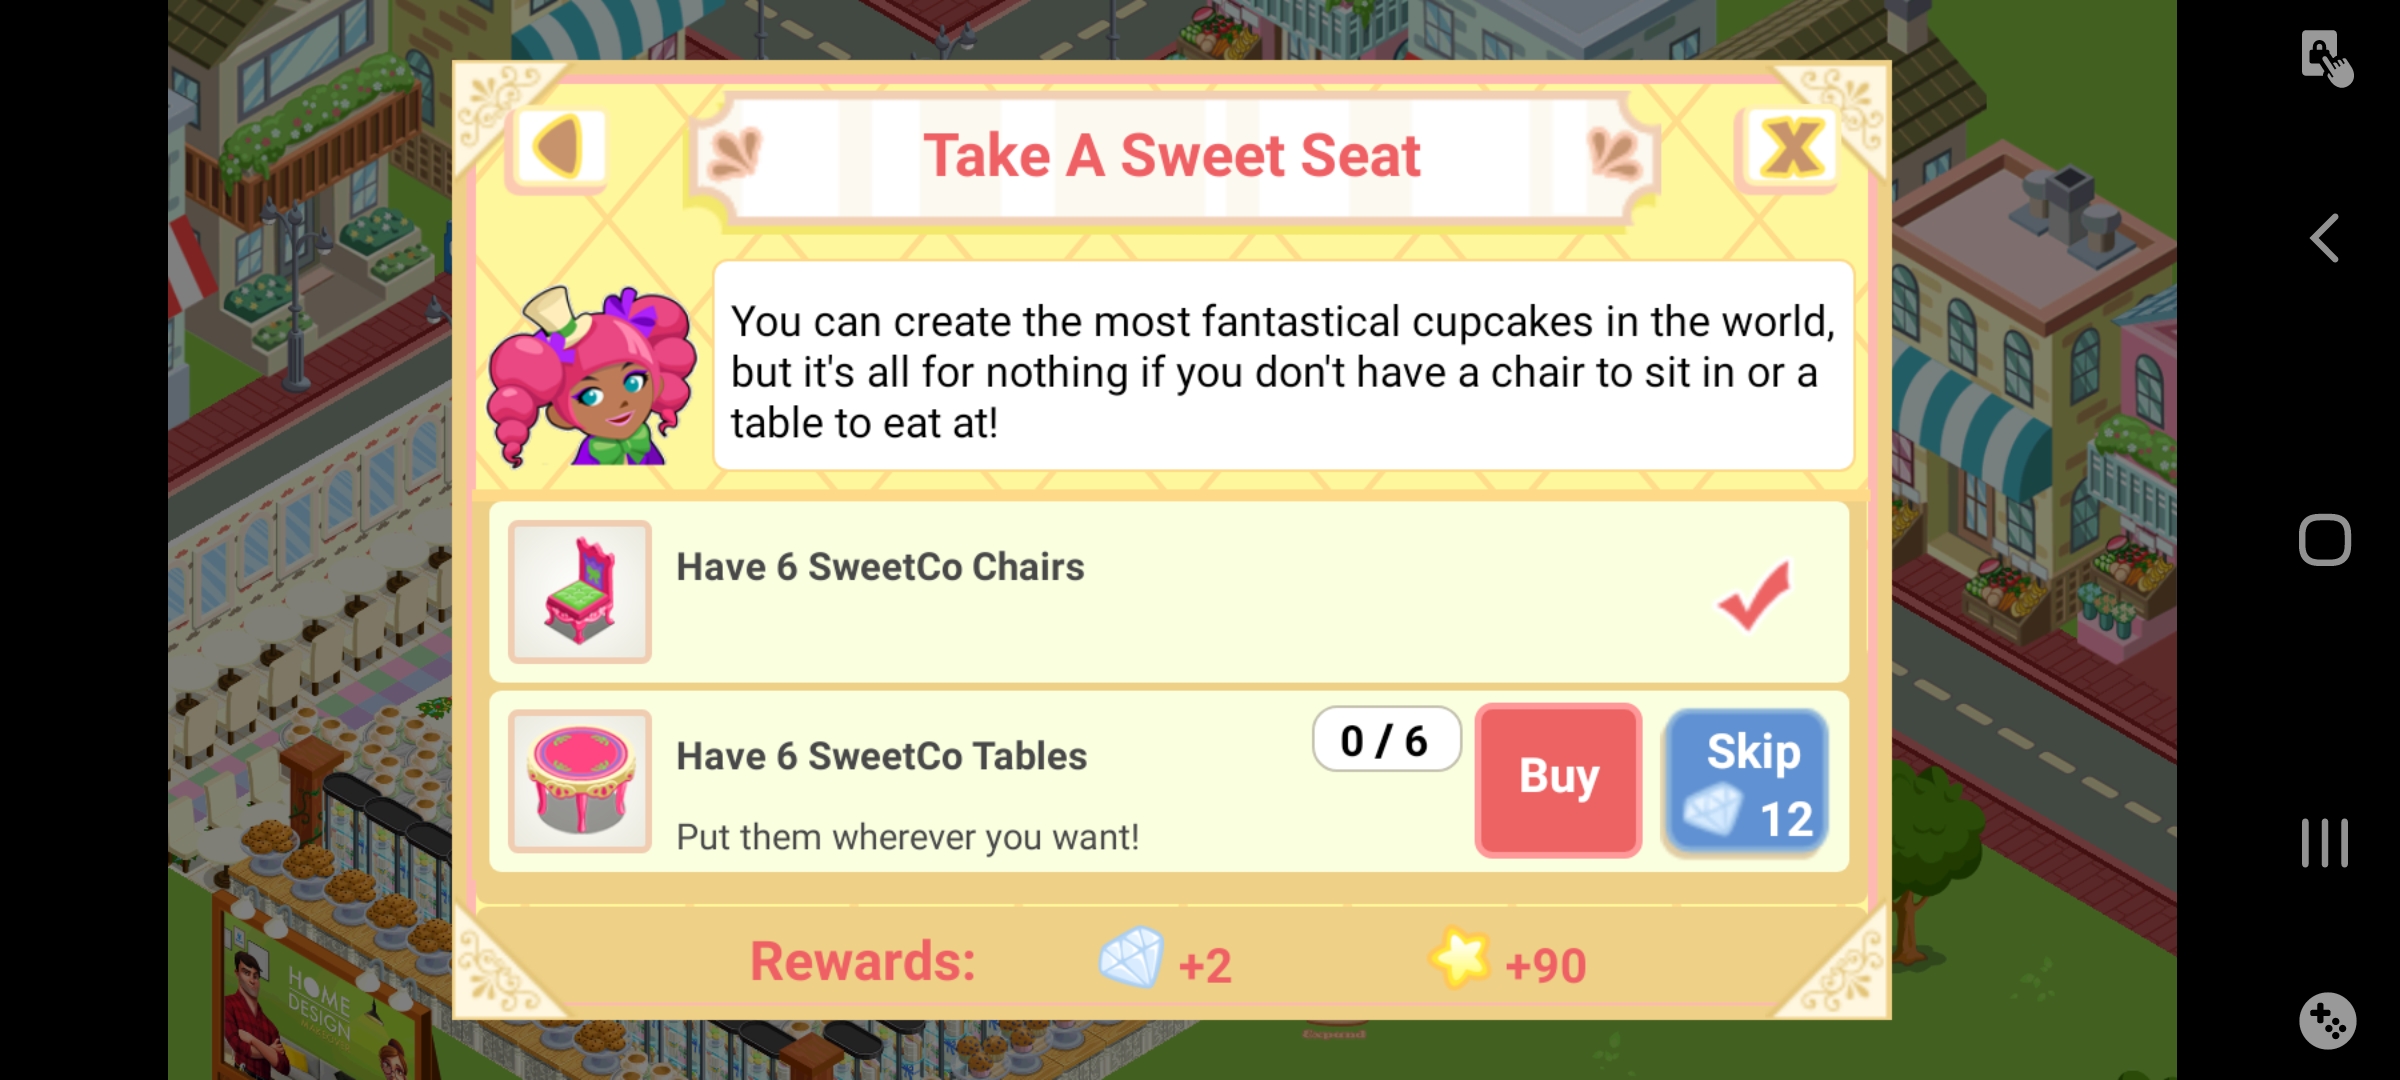 Take A Sweet Seat
You can create the most fantastical cupcakes in the world,
but it's all for nothing if you don't have a chair to sit in or a
table to eat at!
Have 6 SweetCo Chairs
Have 6 SweetCo Tables
0 / 6
Buy
Skip
12
Put them wherever you want!
Rewards:
+2
+90
HOME
DESIGN
MAKEOVER
Expand